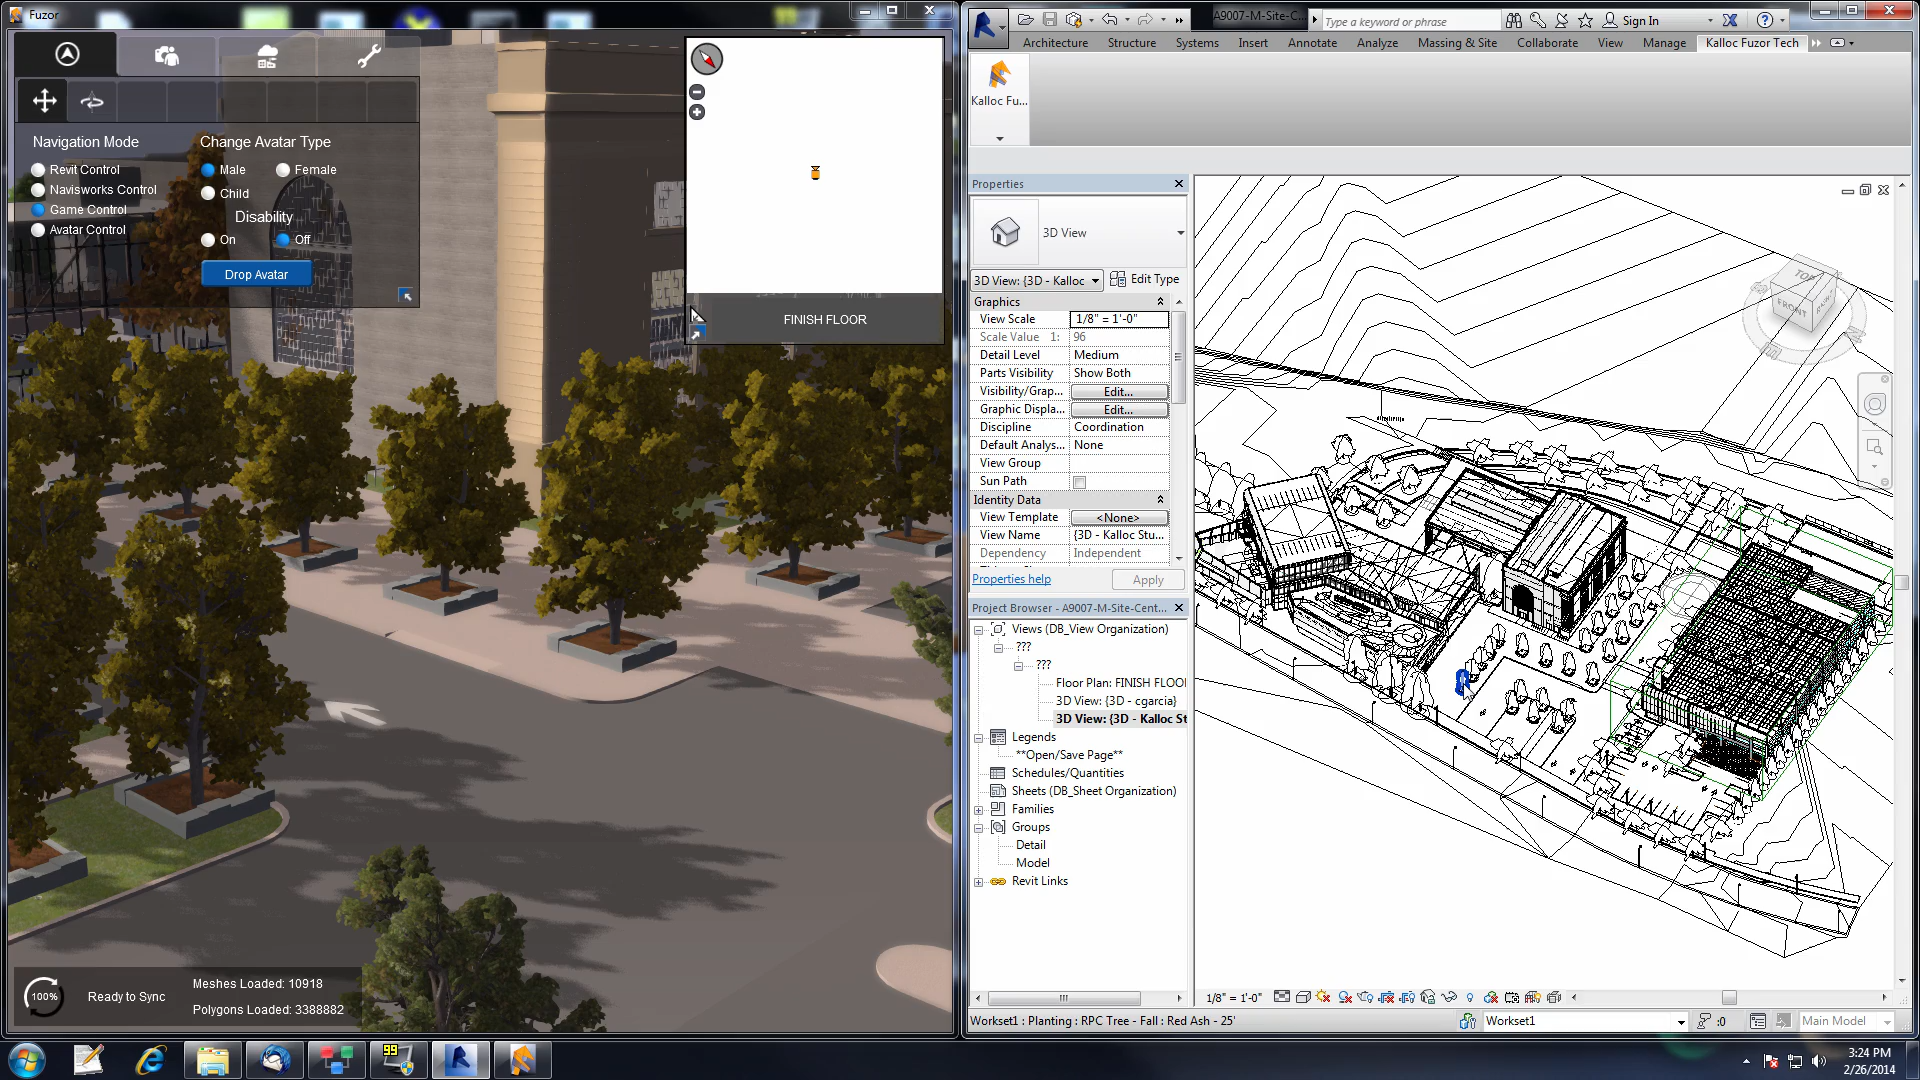 Fuzor
Navigation Mode
Revit Control
Navisworks Control
Game Control
Avatar Control
Change Avatar Type
Male
Female
Child
Disability
On
Off
Drop Avatar
FINISH FLOOR
100%
Ready to Sync
Meshes Loaded: 10918
Polygons Loaded: 3388882
A9007-M-Site-C...
Type a keyword or phrase
Sign In
Architecture
Structure
Systems
Insert
Annotate
Analyze
Massing & Site
Collaborate
View
Manage
Kalloc Fuzor Tech
Kalloc Fu...
Properties
3D View
3D View: {3D - Kalloc
Edit Type
Graphics
View Scale 1/8" = 1'-0"
Scale Value 1: 96
Detail Level Medium
Parts Visibility Show Both
Visibility/Grap... Edit...
Graphic Displa... Edit...
Discipline Coordination
Default Analys... None
View Group
Sun Path
Identity Data
View Template <None>
View Name {3D - Kalloc Stu...
Dependency Independent
Properties help
Apply
Project Browser - A9007-M-Site-Cent...
Views (DB_View Organization)
???
???
Floor Plan: FINISH FLOO
3D View: {3D - cgarcia}
3D View: {3D - Kalloc St
Legends
**Open/Save Page**
Schedules/Quantities
Sheets (DB_Sheet Organization)
Families
Groups
Detail
Model
Revit Links
TOP
FRONT
1/8" = 1'-0"
Workset1 : Planting : RPC Tree - Fall : Red Ash - 25'
Workset1
:0
Main Model
99
3:24 PM
2/26/2014